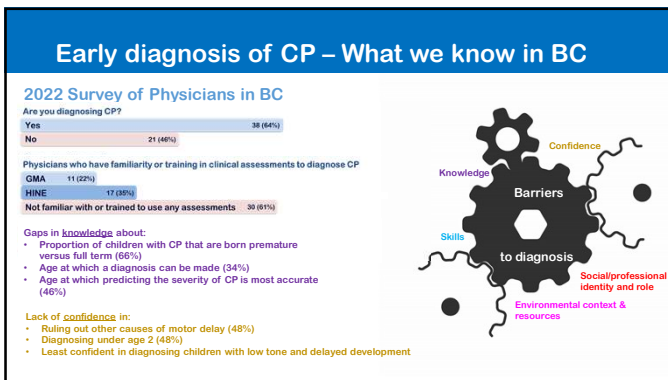 Early diagnosis of CP – What we know in BC
2022 Survey of Physicians in BC
Are you diagnosing CP?
Yes 38 (64%)
No 21 (46%)
Physicians who have familiarity or training in clinical assessments to diagnose CP
GMA 11 (22%)
HINE 17 (35%)
Not familiar with or trained to use any assessments 30 (61%)
Gaps in knowledge about:
• Proportion of children with CP that are born premature
versus full term (66%)
• Age at which a diagnosis can be made (34%)
• Age at which predicting the severity of CP is most accurate
(46%)
Lack of confidence in:
• Ruling out other causes of motor delay (48%)
• Diagnosing under age 2 (48%)
• Least confident in diagnosing children with low tone and delayed development
Confidence
Knowledge
Barriers
Skills
to diagnosis
Social/professional
identity and role
Environmental context &
resources